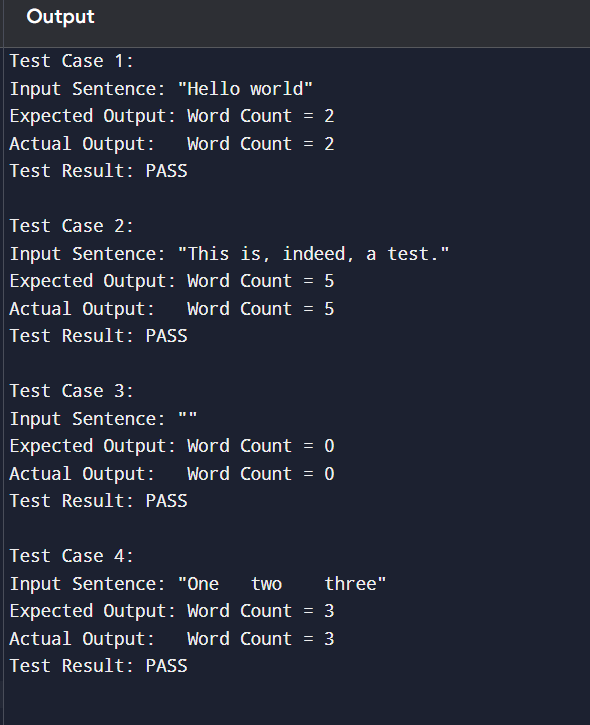 Output
Test Case 1:
Input Sentence: "Hello world"
Expected Output: Word Count = 2
Actual Output:   Word Count = 2
Test Result: PASS
Test Case 2:
Input Sentence: "This is, indeed, a test."
Expected Output: Word Count = 5
Actual Output:   Word Count = 5
Test Result: PASS
Test Case 3:
Input Sentence: ""
Expected Output: Word Count = 0
Actual Output:   Word Count = 0
Test Result: PASS
Test Case 4:
Input Sentence: "One   two    three"
Expected Output: Word Count = 3
Actual Output:   Word Count = 3
Test Result: PASS